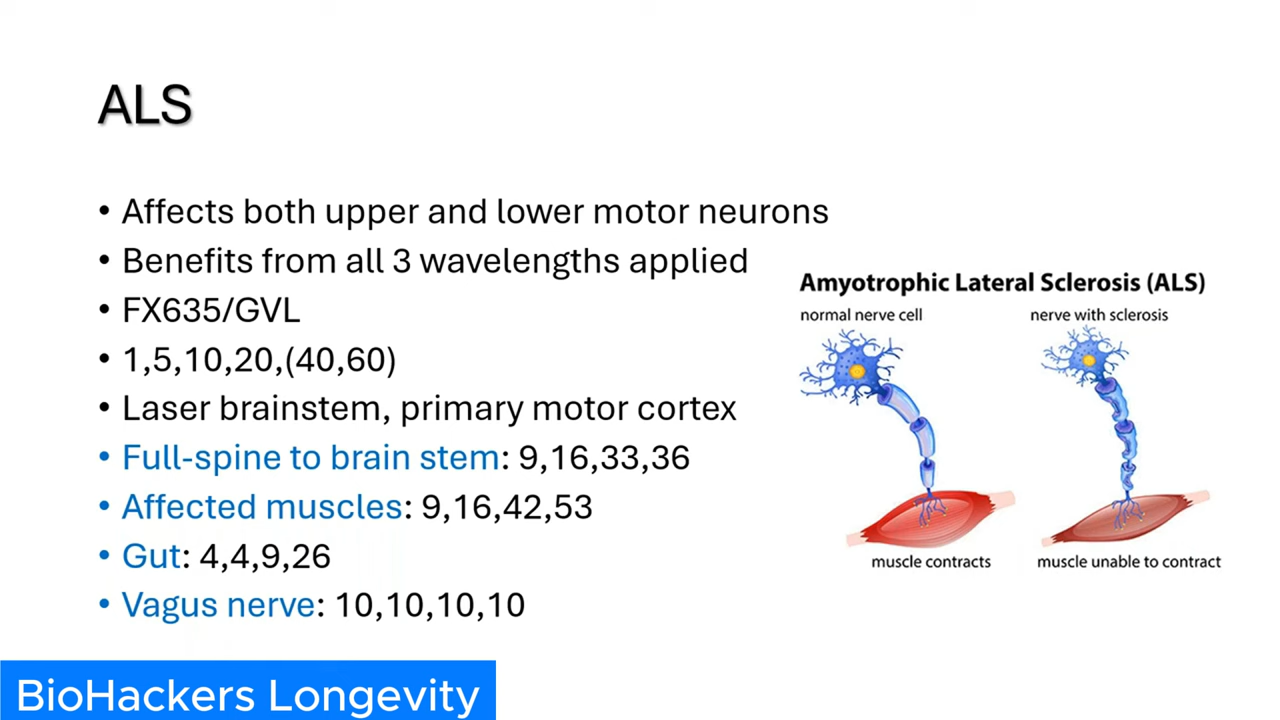 ALS
• Affects both upper and lower motor neurons
• Benefits from all 3 wavelengths applied
• FX635/GVL
• 1,5,10,20,(40,60)
• Laser brainstem, primary motor cortex
• Full-spine to brain stem: 9,16,33,36
• Affected muscles: 9,16,42,53
• Gut: 4,4,9,26
• Vagus nerve: 10,10,10,10
Amyotrophic Lateral Sclerosis (ALS)
normal nerve cell
nerve with sclerosis
muscle contracts
muscle unable to contract
BioHackers Longevity